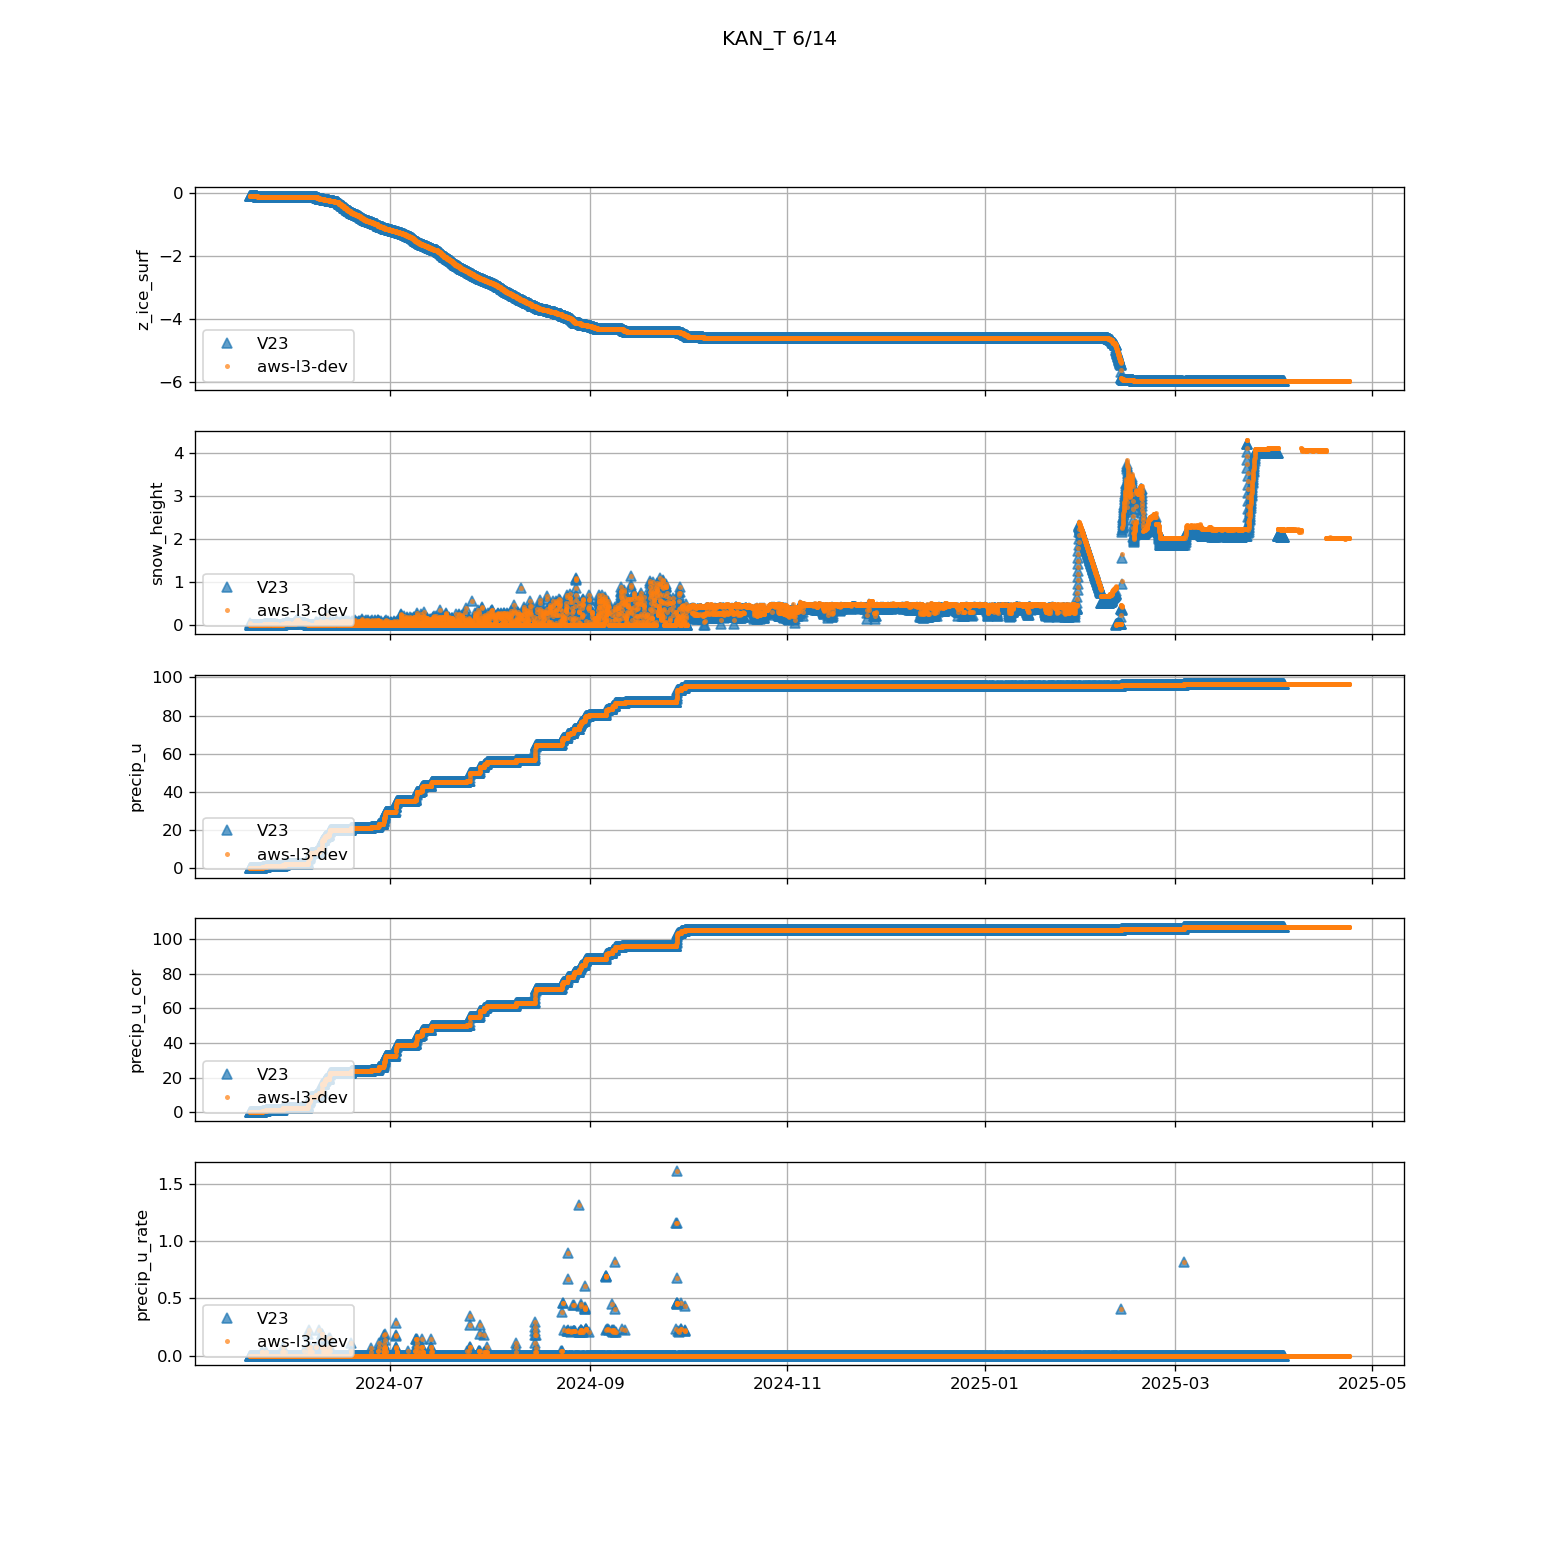 KAN_T 6/14
0
−2
−4
−6
z_ice_surf
V23
aws-l3-dev
4
3
2
1
0
snow_height
V23
aws-l3-dev
100
80
60
40
20
0
precip_u
V23
aws-l3-dev
100
80
60
40
20
0
precip_u_cor
V23
aws-l3-dev
1.5
1.0
0.5
0.0
precip_u_rate
V23
aws-l3-dev
2024-07
2024-09
2024-11
2025-01
2025-03
2025-05